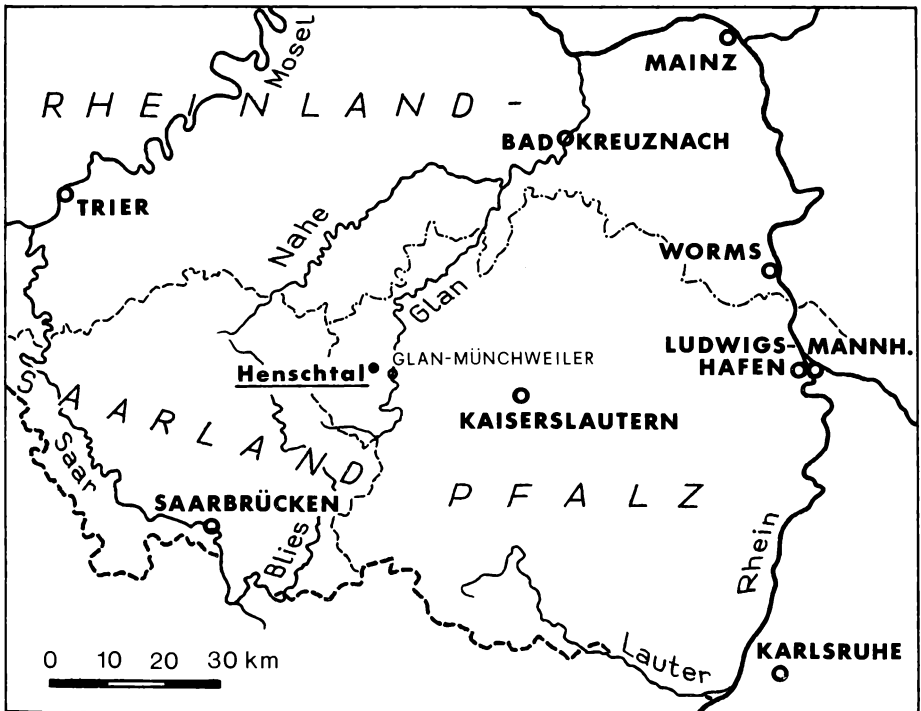 Mosel
MAINZ
RHEINLAND-
BAD KREUZNACH
TRIER
Nahe
WORMS
Glan
LUDWIGS- MANNH.
HAFEN
GLAN-MÜNCHWEILER
Henschtal
KAISERSLAUTERN
SAARLAND
Saar
PFALZ
SAARBRÜCKEN
Blies
Rhein
Lauter
KARLSRUHE
0 10 20 30 km